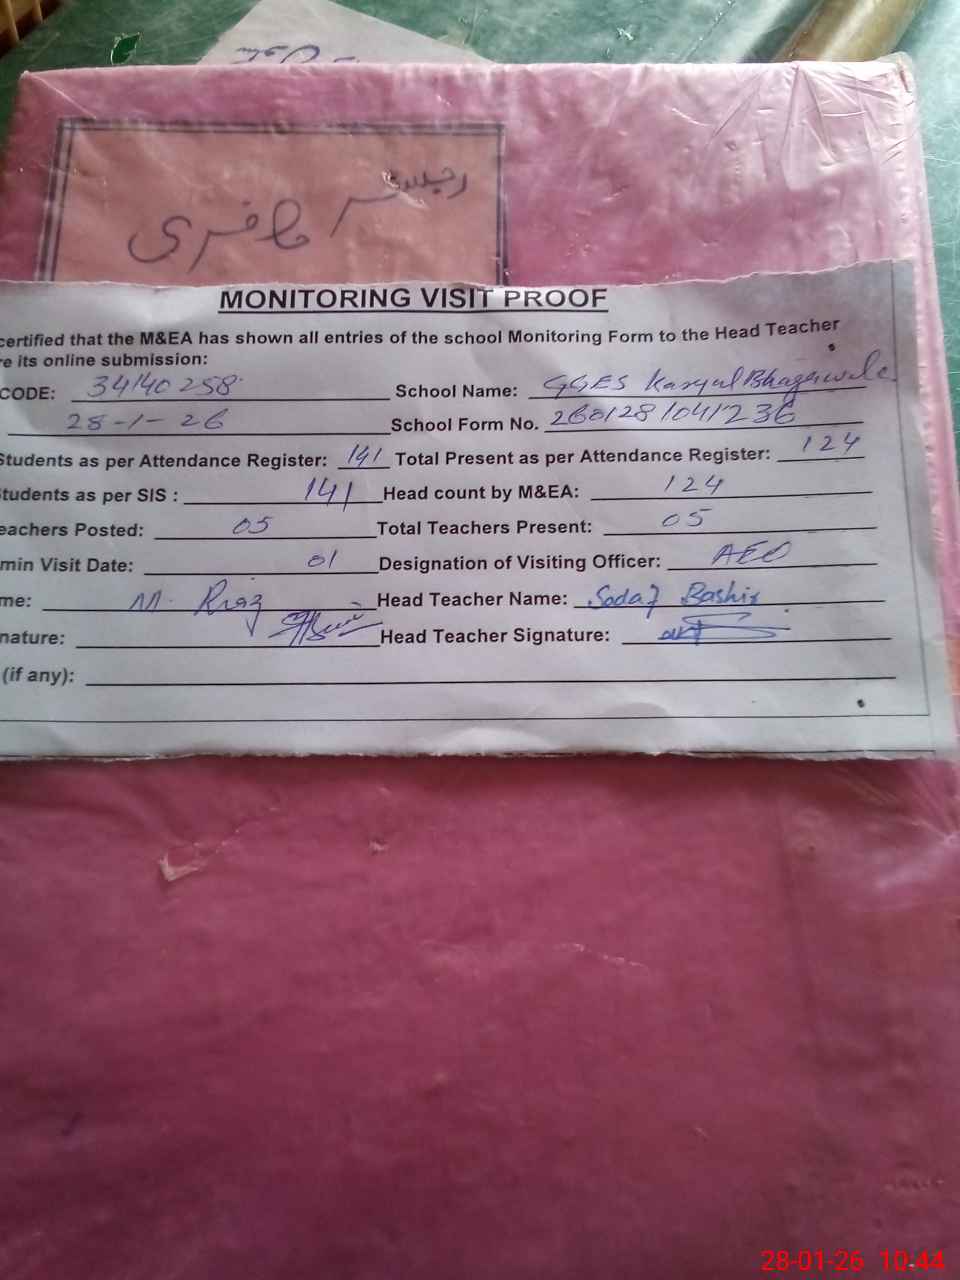 رجسٹر
حاضری
MONITORING VISIT PROOF
certified that the M&EA has shown all entries of the school Monitoring Form to the Head Teacher
re its online submission:
CODE: 34140258 School Name: GGES Karyal Bhagerwala
28-1-26 School Form No. 2601281041236
Students as per Attendance Register: 141 Total Present as per Attendance Register: 124
tudents as per SIS : 141 Head count by M&EA: 124
eachers Posted: 05 Total Teachers Present: 05
min Visit Date: 01 Designation of Visiting Officer: AEO
me: M. Riaz Head Teacher Name: Sadaf Bashir
nature: Head Teacher Signature:
(if any):
28-01-26 10:44